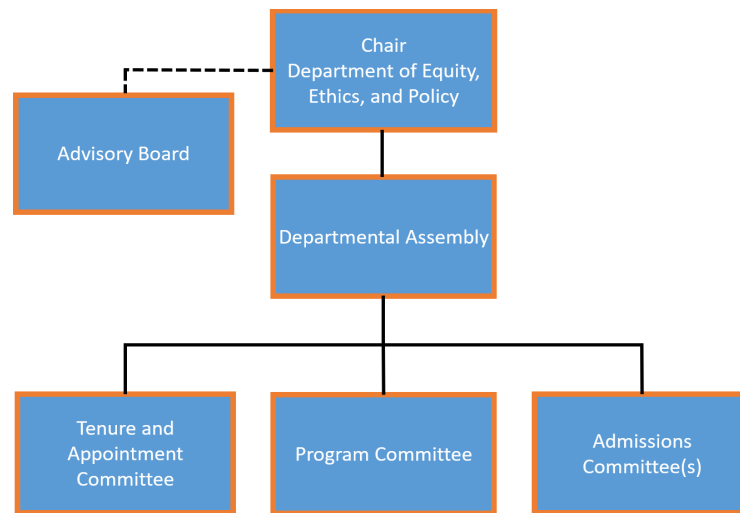 Chair
Department of Equity,
Ethics, and Policy
Advisory Board
Departmental Assembly
Tenure and
Appointment
Committee
Program Committee
Admissions
Committee(s)